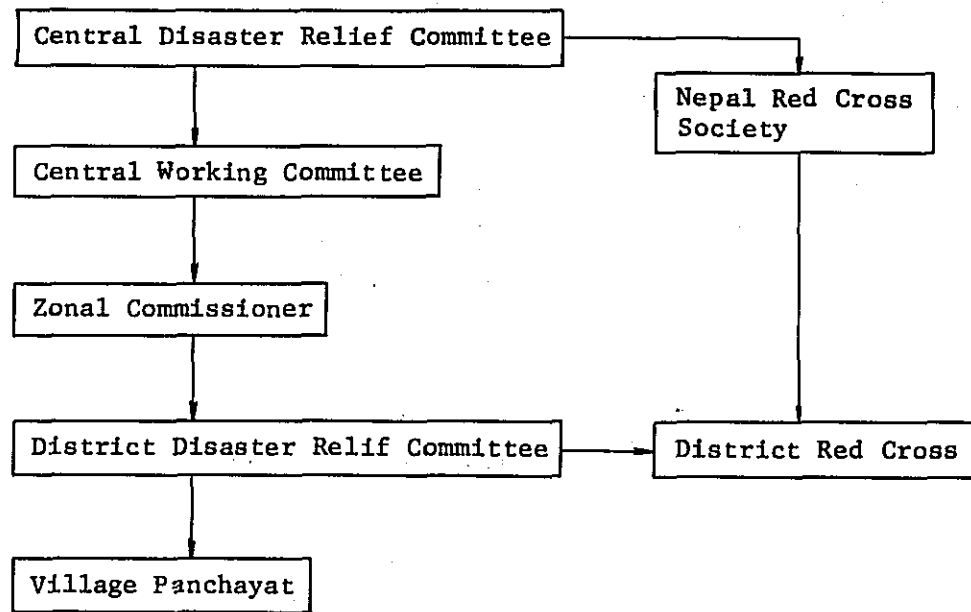 Central Disaster Relief Committee
Nepal Red Cross
Society
Central Working Committee
Zonal Commissioner
District Disaster Relif Committee
District Red Cross
Village Panchayat